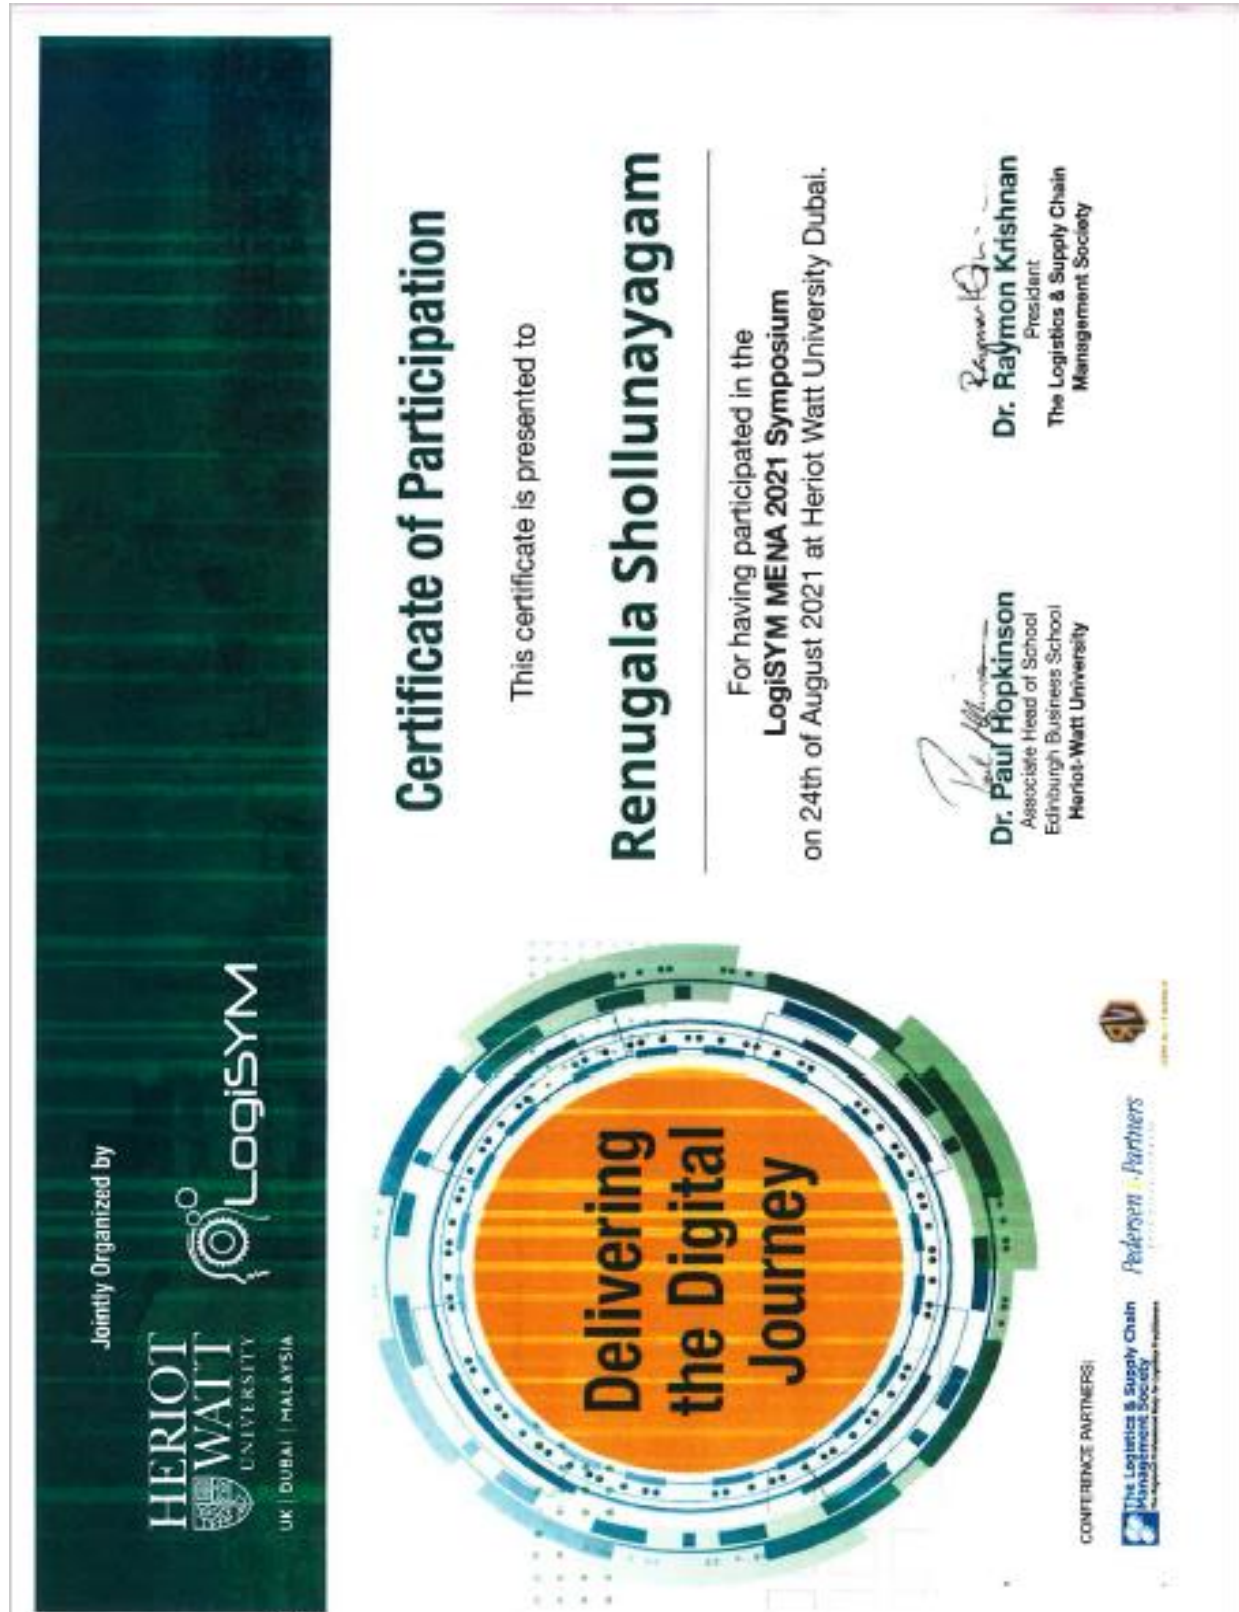 Jointly Organized by
HERIOT
WATT
UNIVERSITY
UK | DUBAI | MALAYSIA
LogiSYM
Certificate of Participation
This certificate is presented to
Renugala Shollunayagam
For having participated in the
LogiSYM MENA 2021 Symposium
on 24th of August 2021 at Heriot Watt University Dubai.
Delivering
the Digital
Journey
Dr. Paul Hopkinson
Associate Head of School
Edinburgh Business School
Heriot-Watt University
Dr. Raymon Krishnan
President
The Logistics & Supply Chain
Management Society
CONFERENCE PARTNERS:
The Logistics & Supply Chain
Management Society
Pedersen & Partners